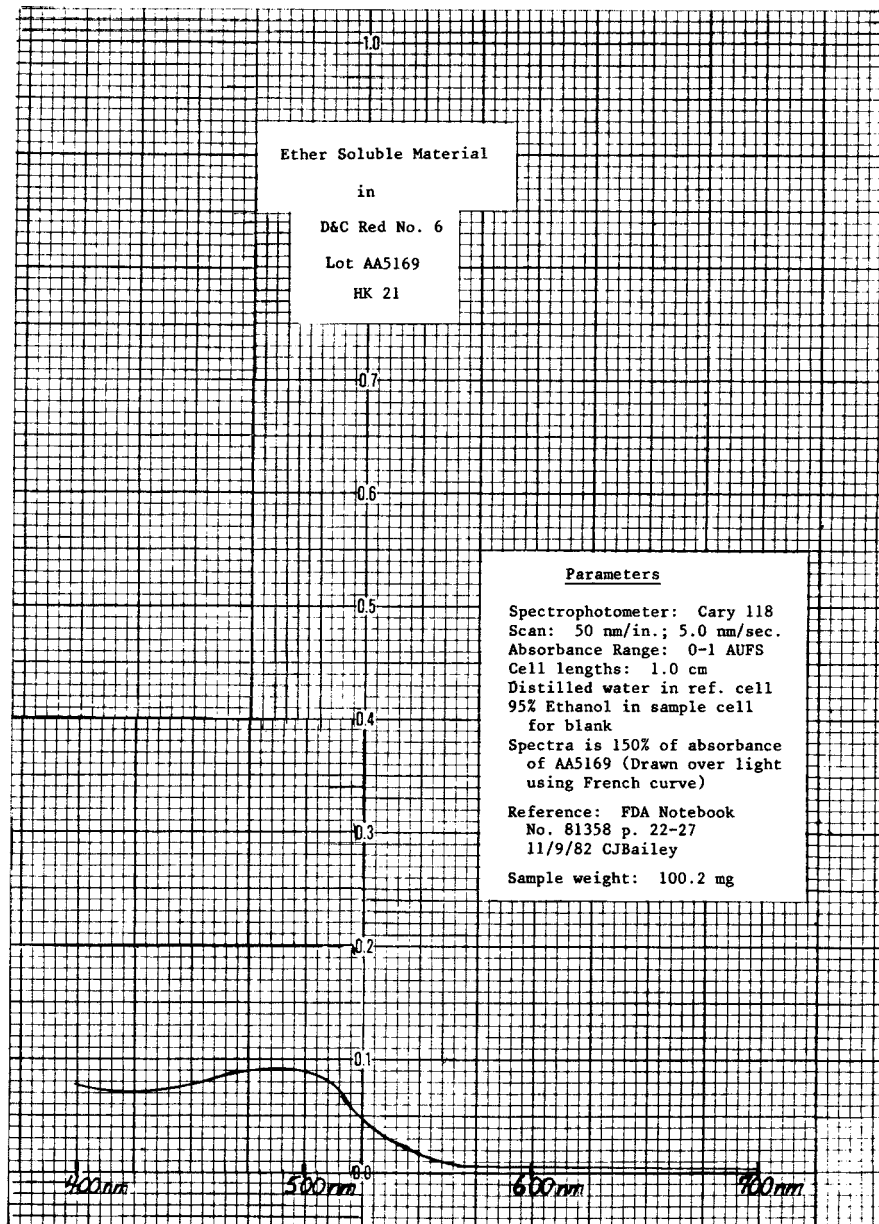 1.0
Ether Soluble Material
in
D&C Red No. 6
Lot AA5169
HK 21
0.7
0.6
0.5
Parameters
Spectrophotometer: Cary 118
Scan: 50 nm/in.; 5.0 nm/sec.
Absorbance Range: 0-1 AUFS
Cell lengths: 1.0 cm
Distilled water in ref. cell
95% Ethanol in sample cell
for blank
Spectra is 150% of absorbance
of AA5169 (Drawn over light
using French curve)
Reference: FDA Notebook
No. 81358 p. 22-27
11/9/82 CJBailey
Sample weight: 100.2 mg
0.4
0.3
0.2
0.1
0.0
400nm
500nm
600nm
700nm